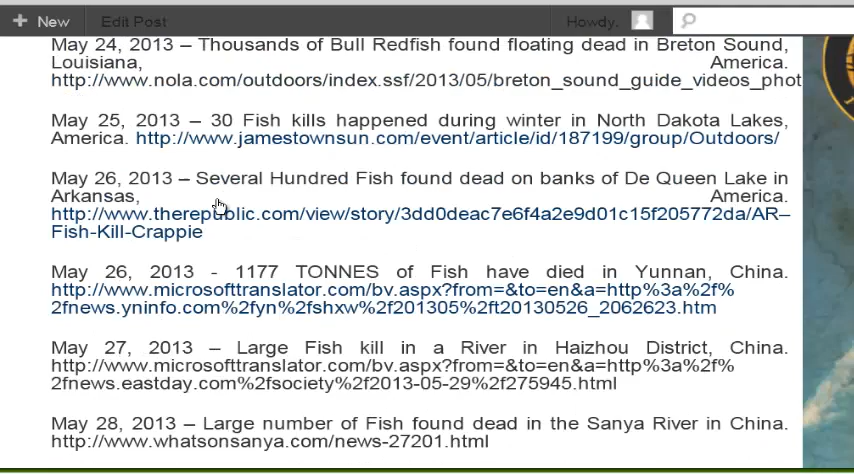 New Edit Post Howdy.
May 24, 2013 – Thousands of Bull Redfish found floating dead in Breton Sound,
Louisiana, America.
http://www.nola.com/outdoors/index.ssf/2013/05/breton_sound_guide_videos_phot
May 25, 2013 – 30 Fish kills happened during winter in North Dakota Lakes,
America. http://www.jamestownsun.com/event/article/id/187199/group/Outdoors/
May 26, 2013 – Several Hundred Fish found dead on banks of De Queen Lake in
Arkansas, America.
http://www.therepublic.com/view/story/3dd0deac7e6f4a2e9d01c15f205772da/AR–
Fish-Kill-Crappie
May 26, 2013 - 1177 TONNES of Fish have died in Yunnan, China.
http://www.microsofttranslator.com/bv.aspx?from=&to=en&a=http%3a%2f%
2fnews.yninfo.com%2fyn%2fshxw%2f201305%2ft20130526_2062623.htm
May 27, 2013 – Large Fish kill in a River in Haizhou District, China.
http://www.microsofttranslator.com/bv.aspx?from=&to=en&a=http%3a%2f%
2fnews.eastday.com%2fsociety%2f2013-05-29%2f275945.html
May 28, 2013 – Large number of Fish found dead in the Sanya River in China.
http://www.whatsonsanya.com/news-27201.html